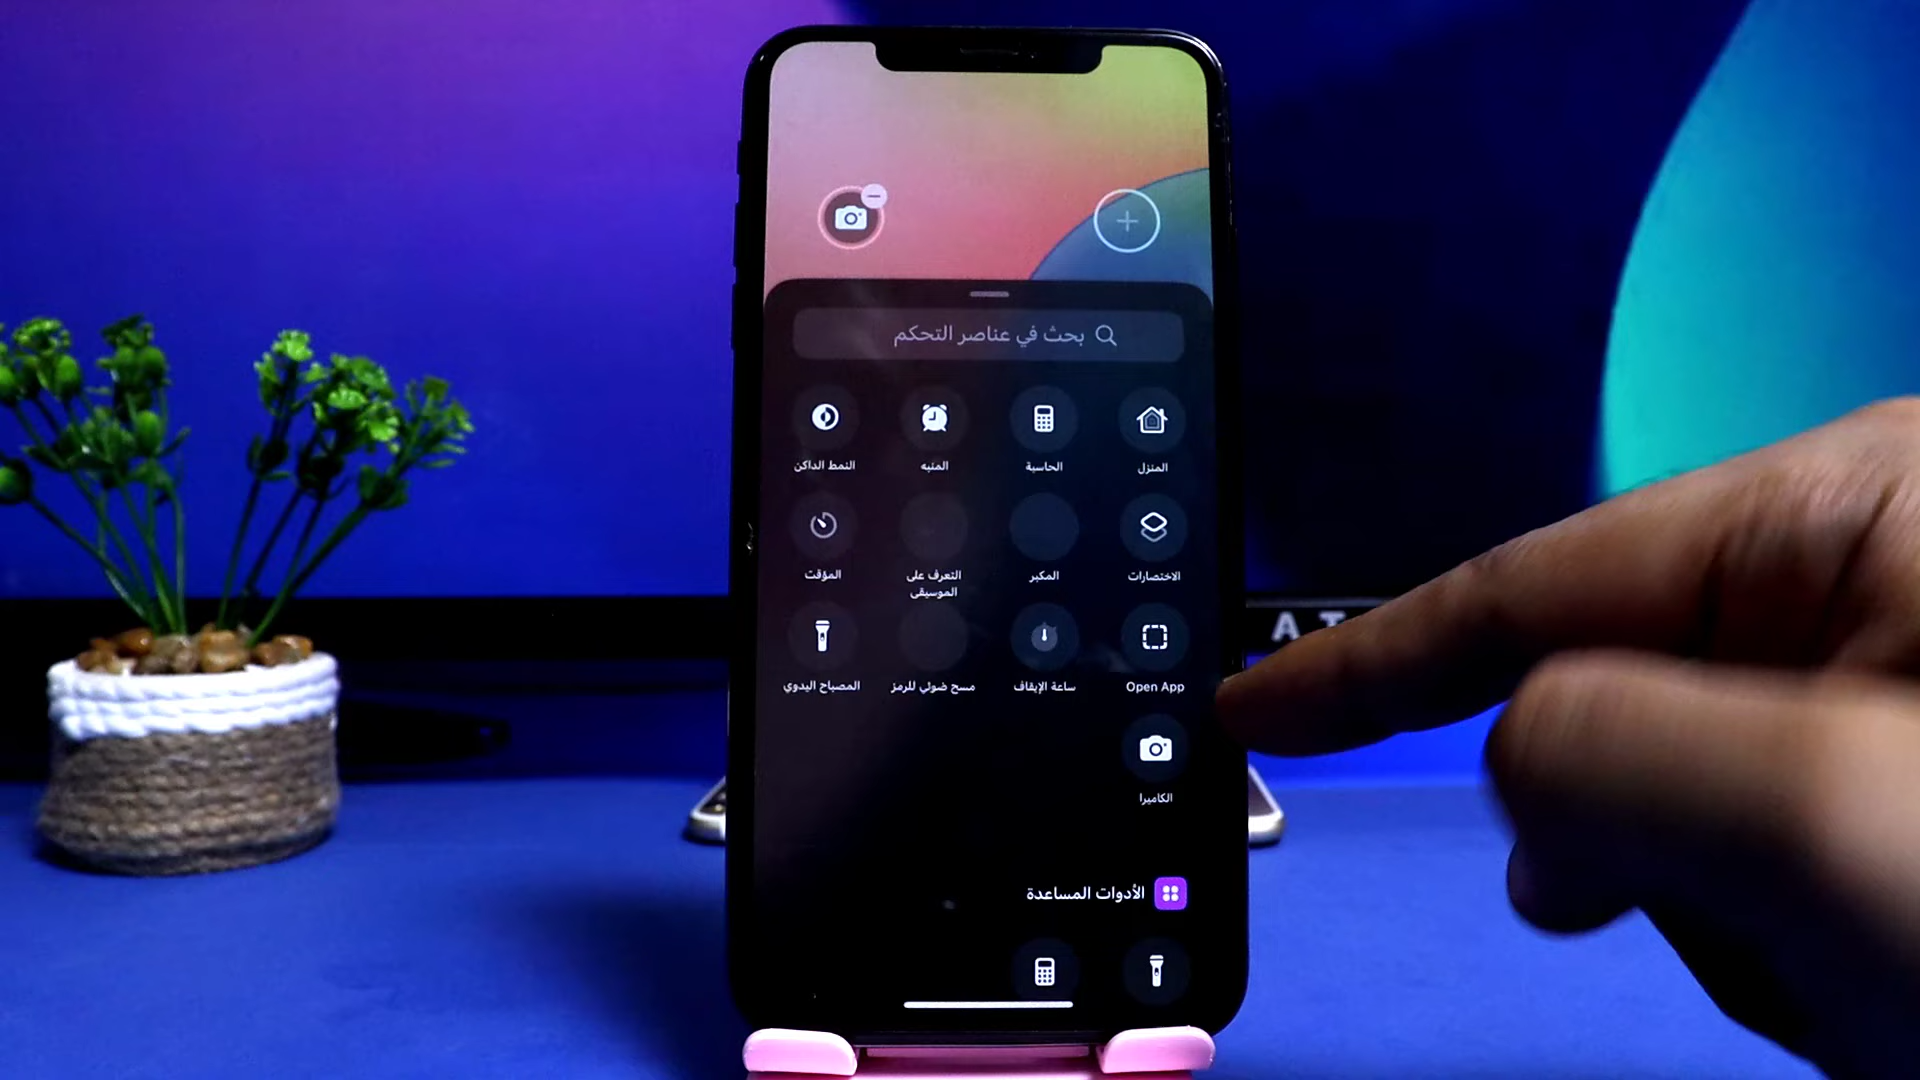 بحث في عناصر التحكم
المنزل
الحاسبة
المنبه
النمط الداكن
الاختصارات
المكبر
التعرف على
الموسيقى
المؤقت
Open App
ساعة الإيقاف
مسح ضوئي للرمز
المصباح اليدوي
الكاميرا
الأدوات المساعدة
A T